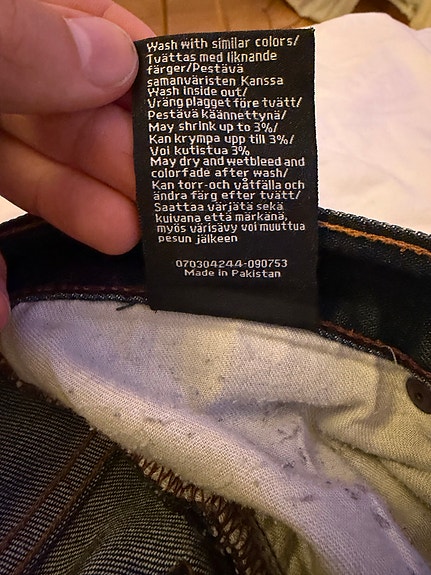 Wash with similar colors/
Tvättas med liknande
färger/Pestävä
samanväristen Kanssa
Wash inside out/
Vräng plagget före tvätt/
Pestävä käännettynä/
May shrink up to 3%/
Kan krympa upp till 3%/
Voi kutistua 3%
May dry and wetbleed and
colorfade after wash/
Kan torr-och våtfälla och
ändra färg efter tvätt/
Saattaa värjätä sekä
kuivana että märkänä,
myös värisävy voi muuttua
pesun jälkeen
070304244-090753
Made in Pakistan